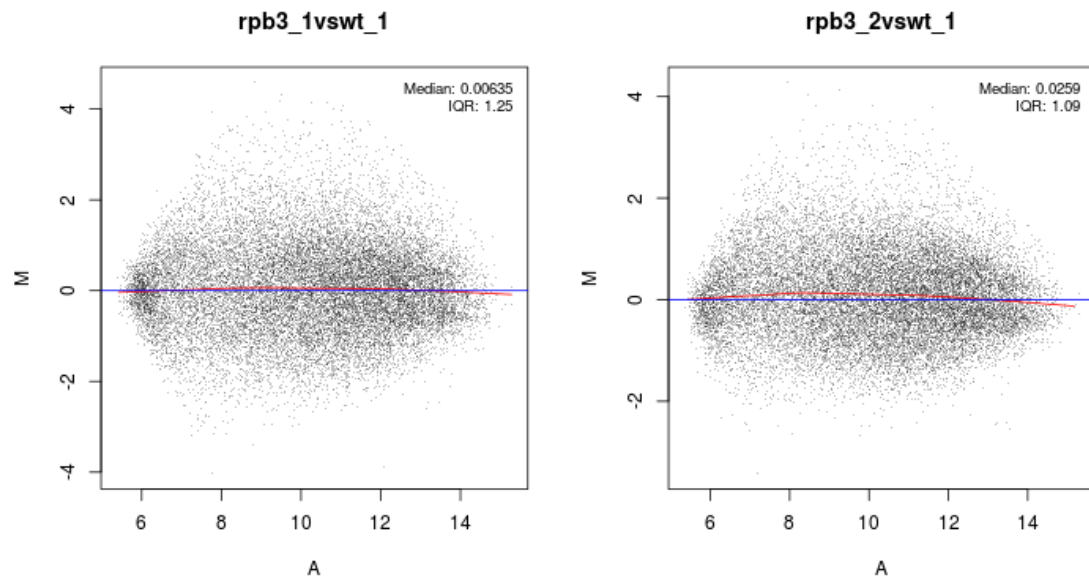 rpb3_1vswt_1
Median: 0.00635
IQR: 1.25
4
2
0
-2
-4
M
6 8 10 12 14
A
rpb3_2vswt_1
Median: 0.0259
IQR: 1.09
4
2
0
-2
M
6 8 10 12 14
A